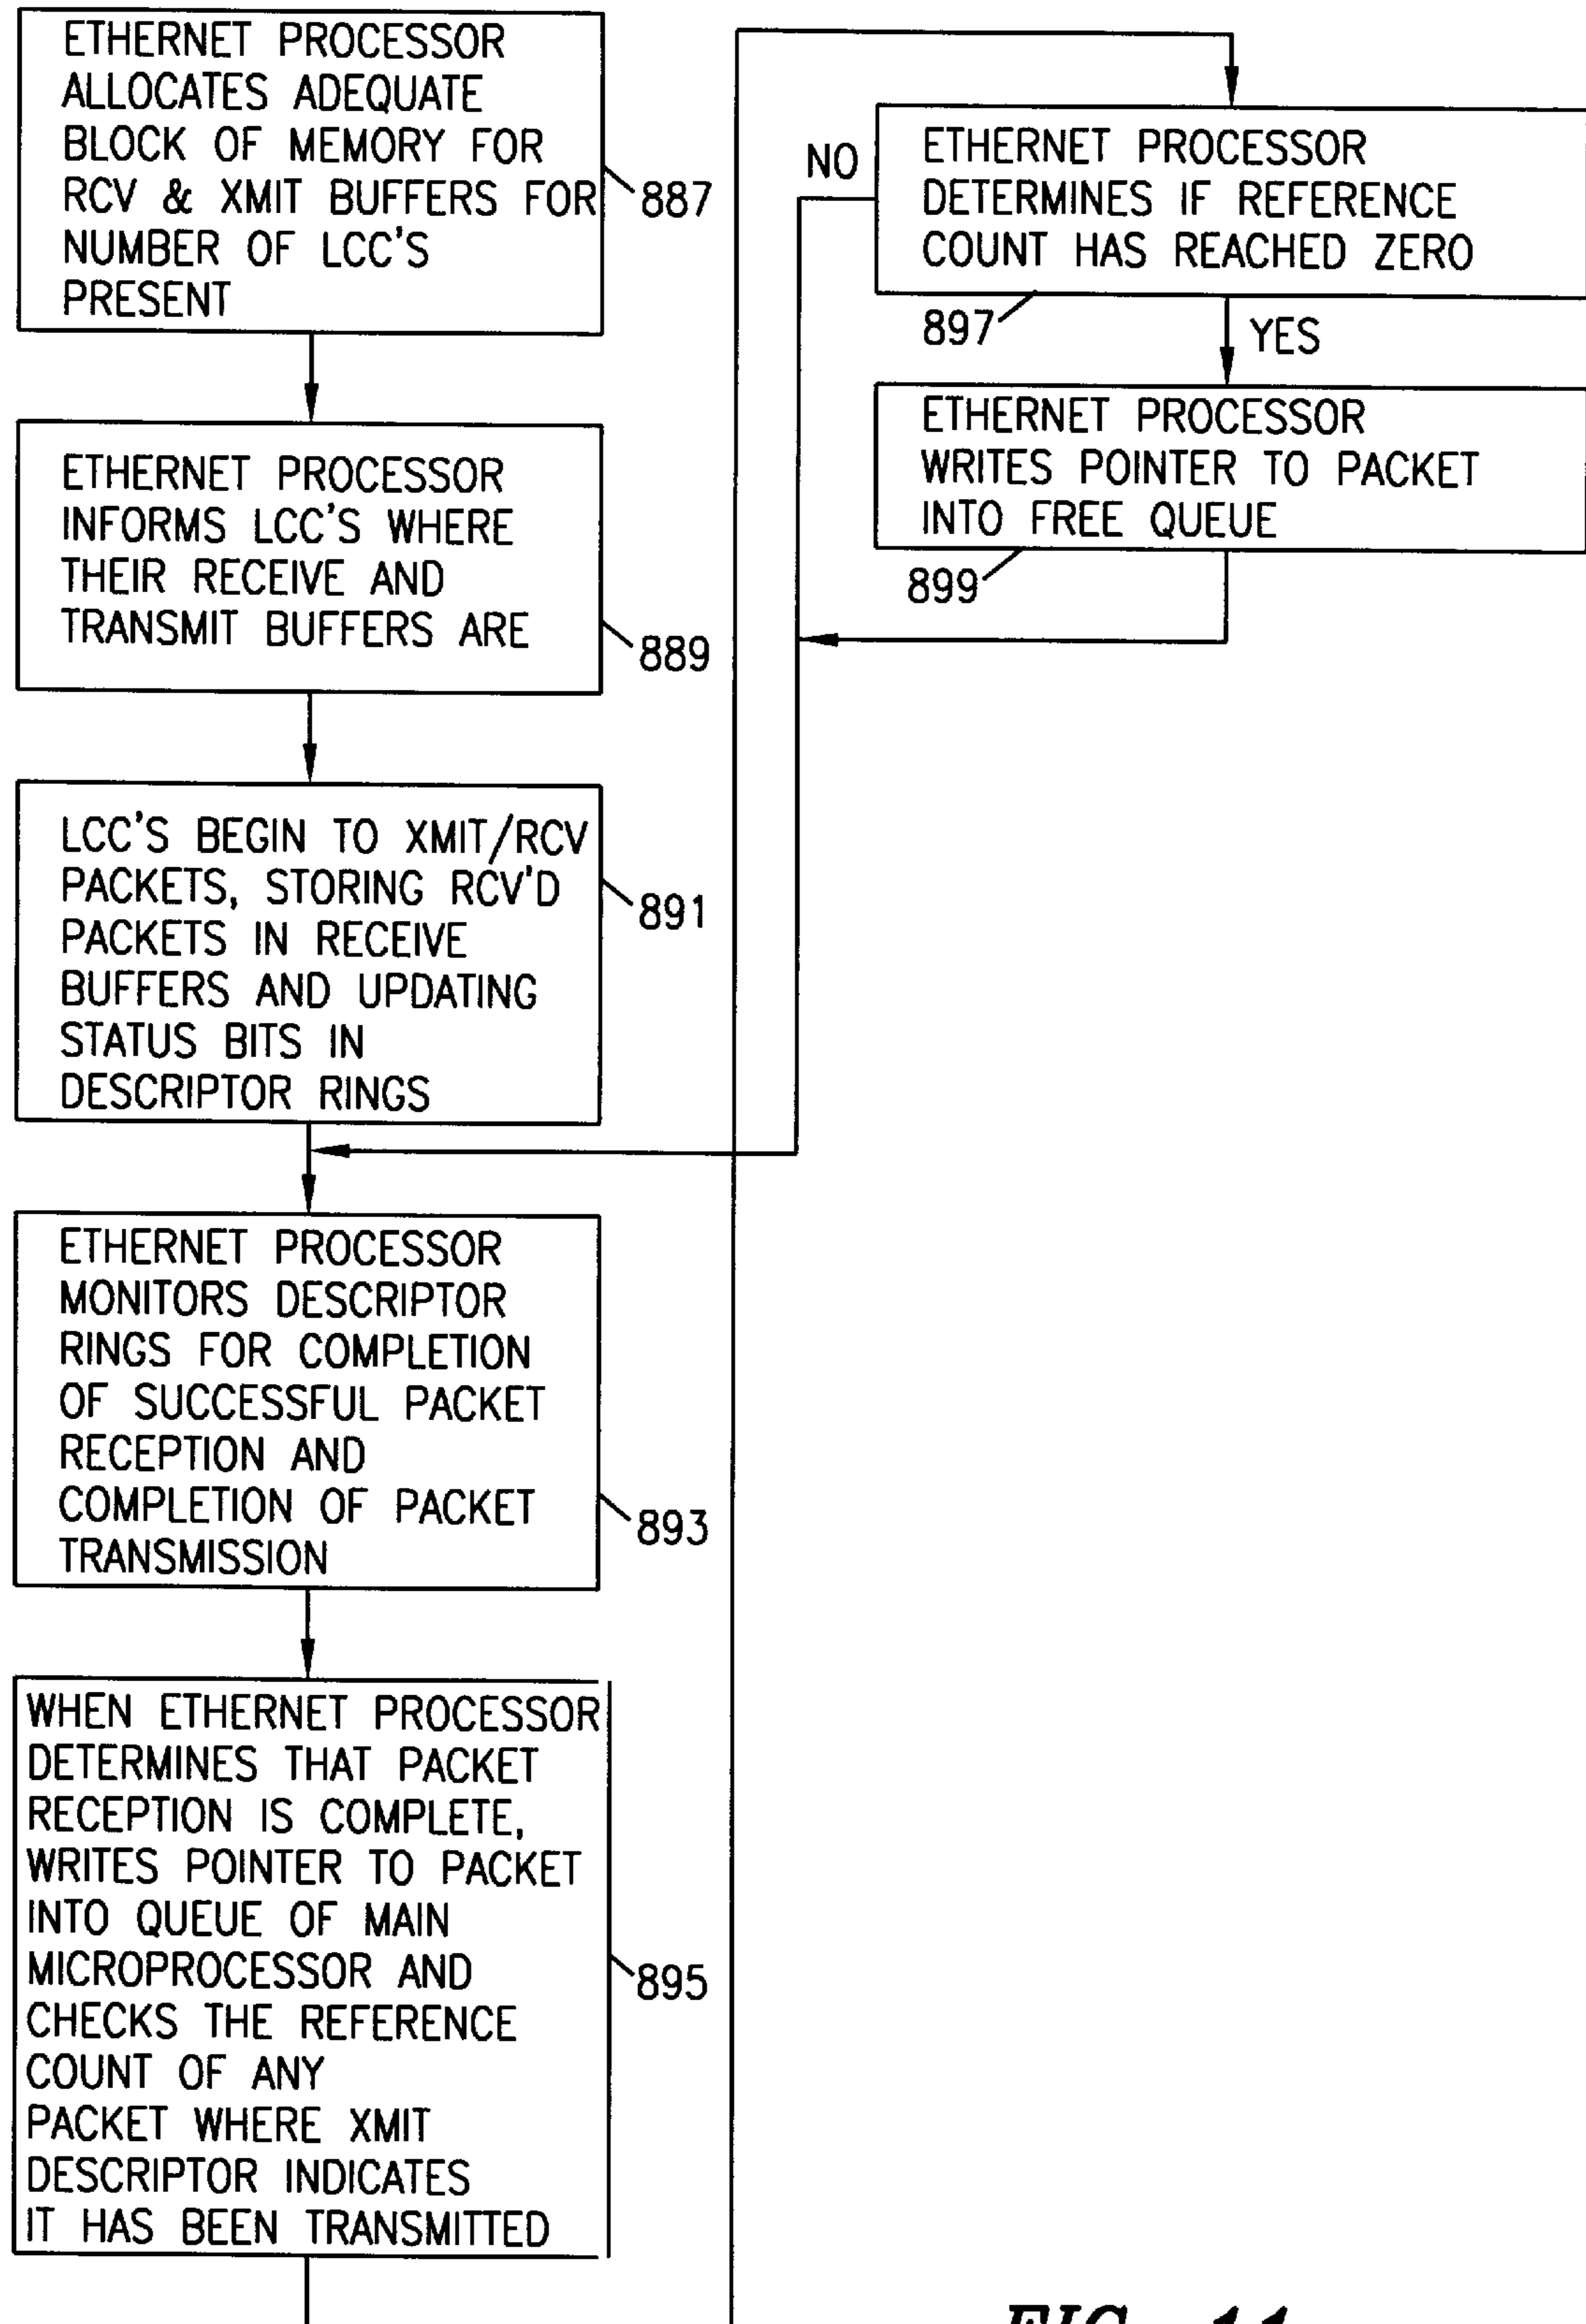 ETHERNET PROCESSOR
ALLOCATES ADEQUATE
BLOCK OF MEMORY FOR
RCV & XMIT BUFFERS FOR
NUMBER OF LCC'S
PRESENT
887
ETHERNET PROCESSOR
INFORMS LCC'S WHERE
THEIR RECEIVE AND
TRANSMIT BUFFERS ARE
889
LCC'S BEGIN TO XMIT/RCV
PACKETS, STORING RCV'D
PACKETS IN RECEIVE
BUFFERS AND UPDATING
STATUS BITS IN
DESCRIPTOR RINGS
891
ETHERNET PROCESSOR
MONITORS DESCRIPTOR
RINGS FOR COMPLETION
OF SUCCESSFUL PACKET
RECEPTION AND
COMPLETION OF PACKET
TRANSMISSION
893
WHEN ETHERNET PROCESSOR
DETERMINES THAT PACKET
RECEPTION IS COMPLETE,
WRITES POINTER TO PACKET
INTO QUEUE OF MAIN
MICROPROCESSOR AND
CHECKS THE REFERENCE
COUNT OF ANY
PACKET WHERE XMIT
DESCRIPTOR INDICATES
IT HAS BEEN TRANSMITTED
895
NO
ETHERNET PROCESSOR
DETERMINES IF REFERENCE
COUNT HAS REACHED ZERO
897
YES
ETHERNET PROCESSOR
WRITES POINTER TO PACKET
INTO FREE QUEUE
899